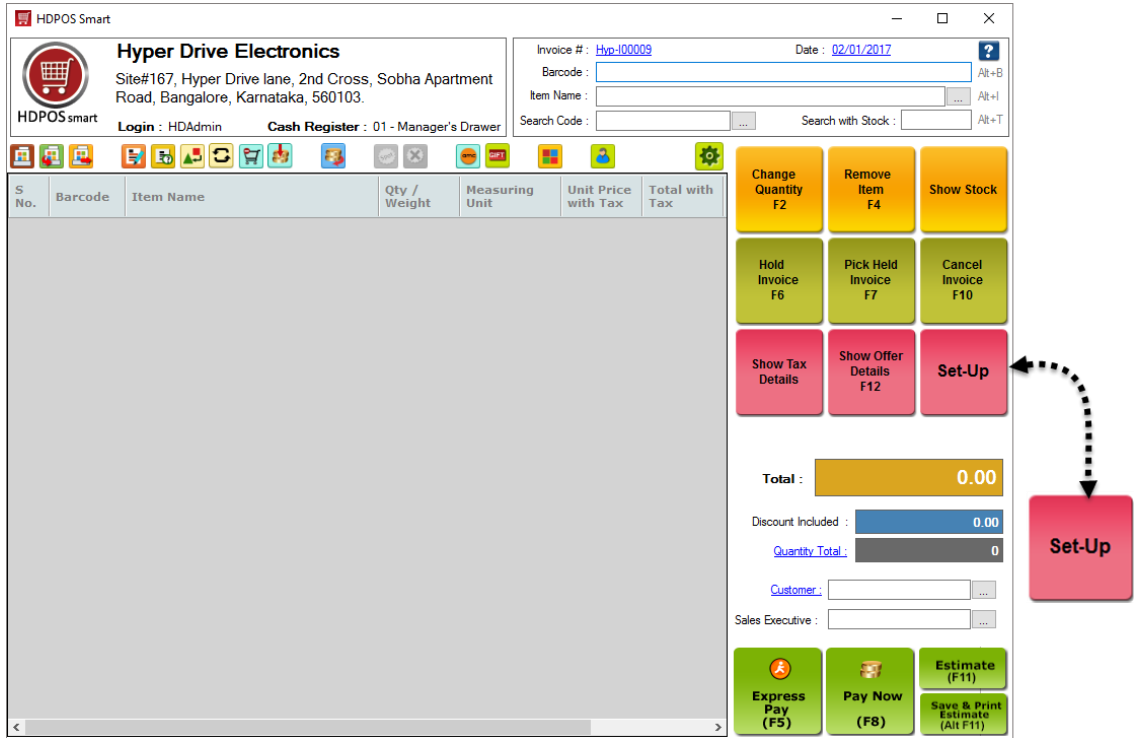 HDPOS Smart
Hyper Drive Electronics
Site#167, Hyper Drive lane, 2nd Cross, Sobha Apartment
Road, Bangalore, Karnataka, 560103.
HDPOS smart
Login : HDAdmin Cash Register : 01 - Manager's Drawer
Invoice # : Hyp-I00009 Date : 02/01/2017 ?
Barcode : Alt+B
Item Name : ... Alt+I
Search Code : ... Search with Stock : Alt+T
S No. Barcode Item Name Qty / Weight Measuring Unit Unit Price with Tax Total with Tax
Change
Quantity
F2
Remove
Item
F4
Show Stock
Hold
Invoice
F6
Pick Held
Invoice
F7
Cancel
Invoice
F10
Show Tax
Details
Show Offer
Details
F12
Set-Up
Total : 0.00
Discount Included : 0.00
Quantity Total : 0
Set-Up
Customer : ...
Sales Executive : ...
Express
Pay
(F5)
Pay Now
(F8)
Estimate
(F11)
Save & Print
Estimate
(Alt F11)